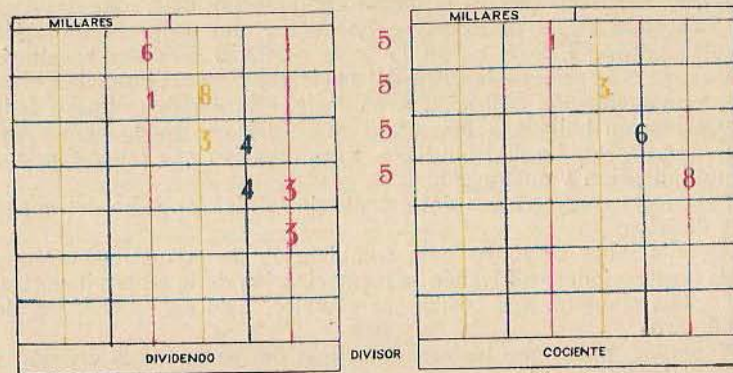 MILLARES MILLARES
6 5 1
1 8 5 3
3 4 5 6
4 3 5 8
3
DIVIDENDO DIVISOR COCIENTE